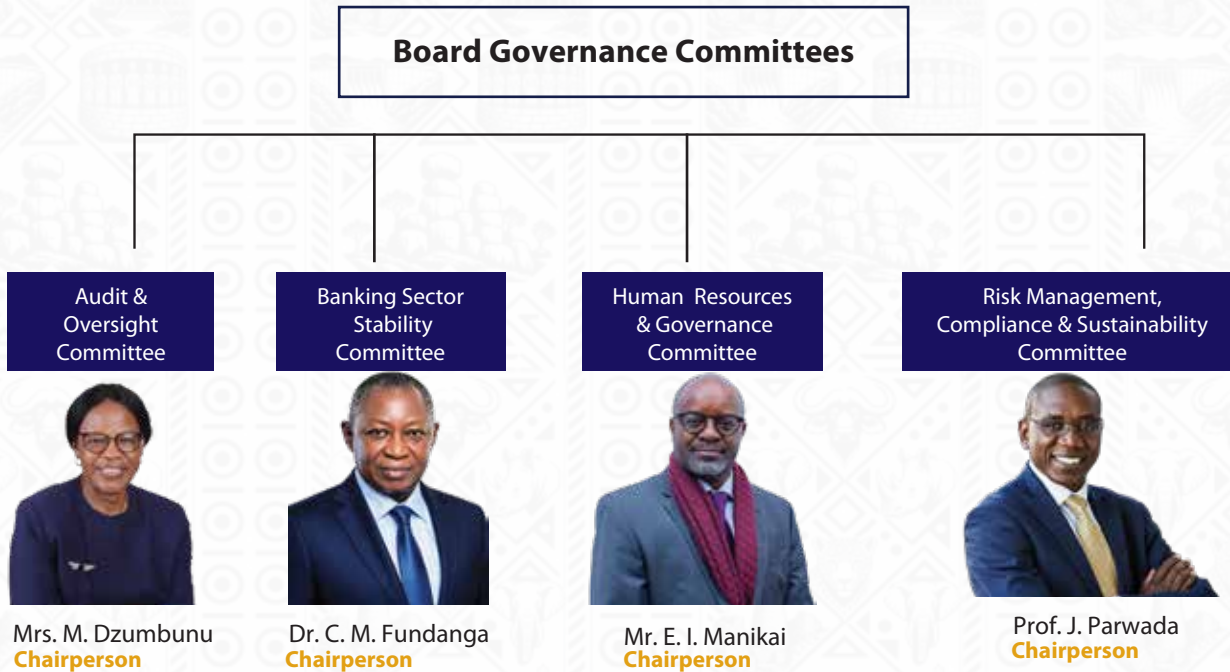 Board Governance Committees
Audit &
Oversight
Committee
Banking Sector
Stability
Committee
Human Resources
& Governance
Committee
Risk Management,
Compliance & Sustainability
Committee
Mrs. M. Dzumbunu
Chairperson
Dr. C. M. Fundanga
Chairperson
Mr. E. I. Manikai
Chairperson
Prof. J. Parwada
Chairperson